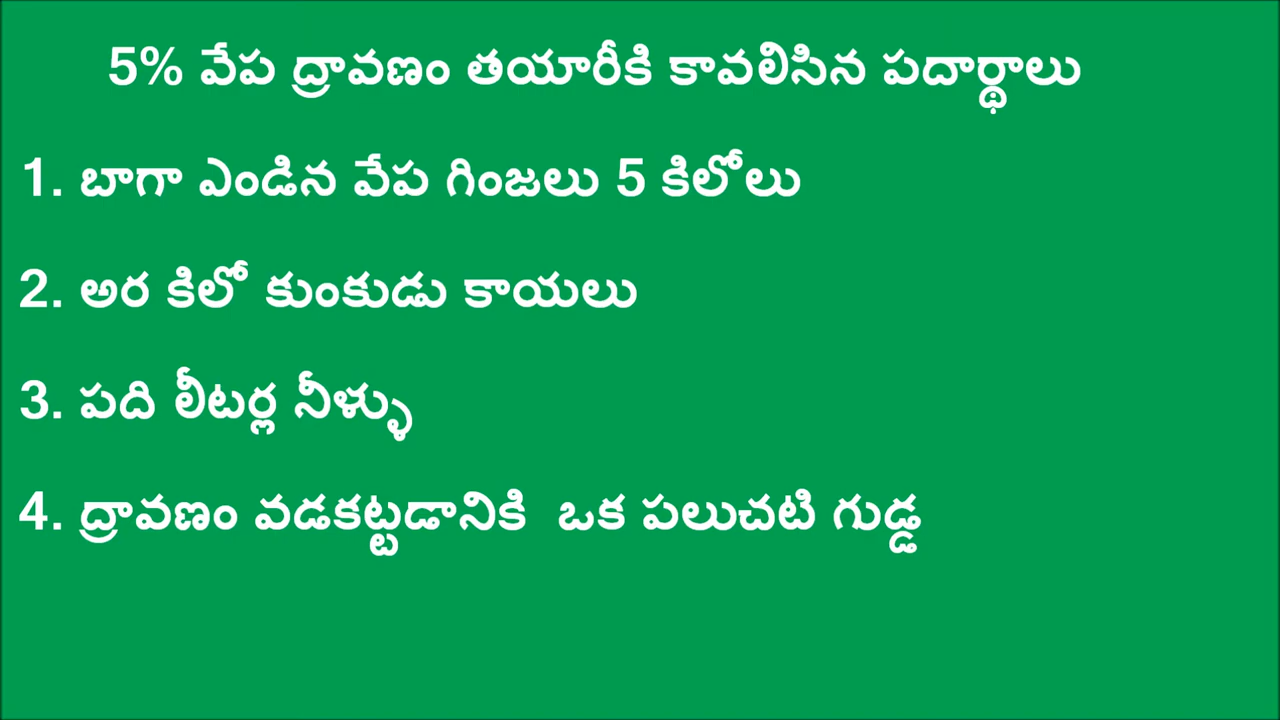 5% వేప ద్రావణం తయారీకి కావలిసిన పదార్థాలు
1. బాగా ఎండిన వేప గింజలు 5 కిలోలు
2. అర కిలో కుంకుడు కాయలు
3. పది లీటర్ల నీళ్ళు
4. ద్రావణం వడకట్టడానికి ఒక పలుచటి గుడ్డ